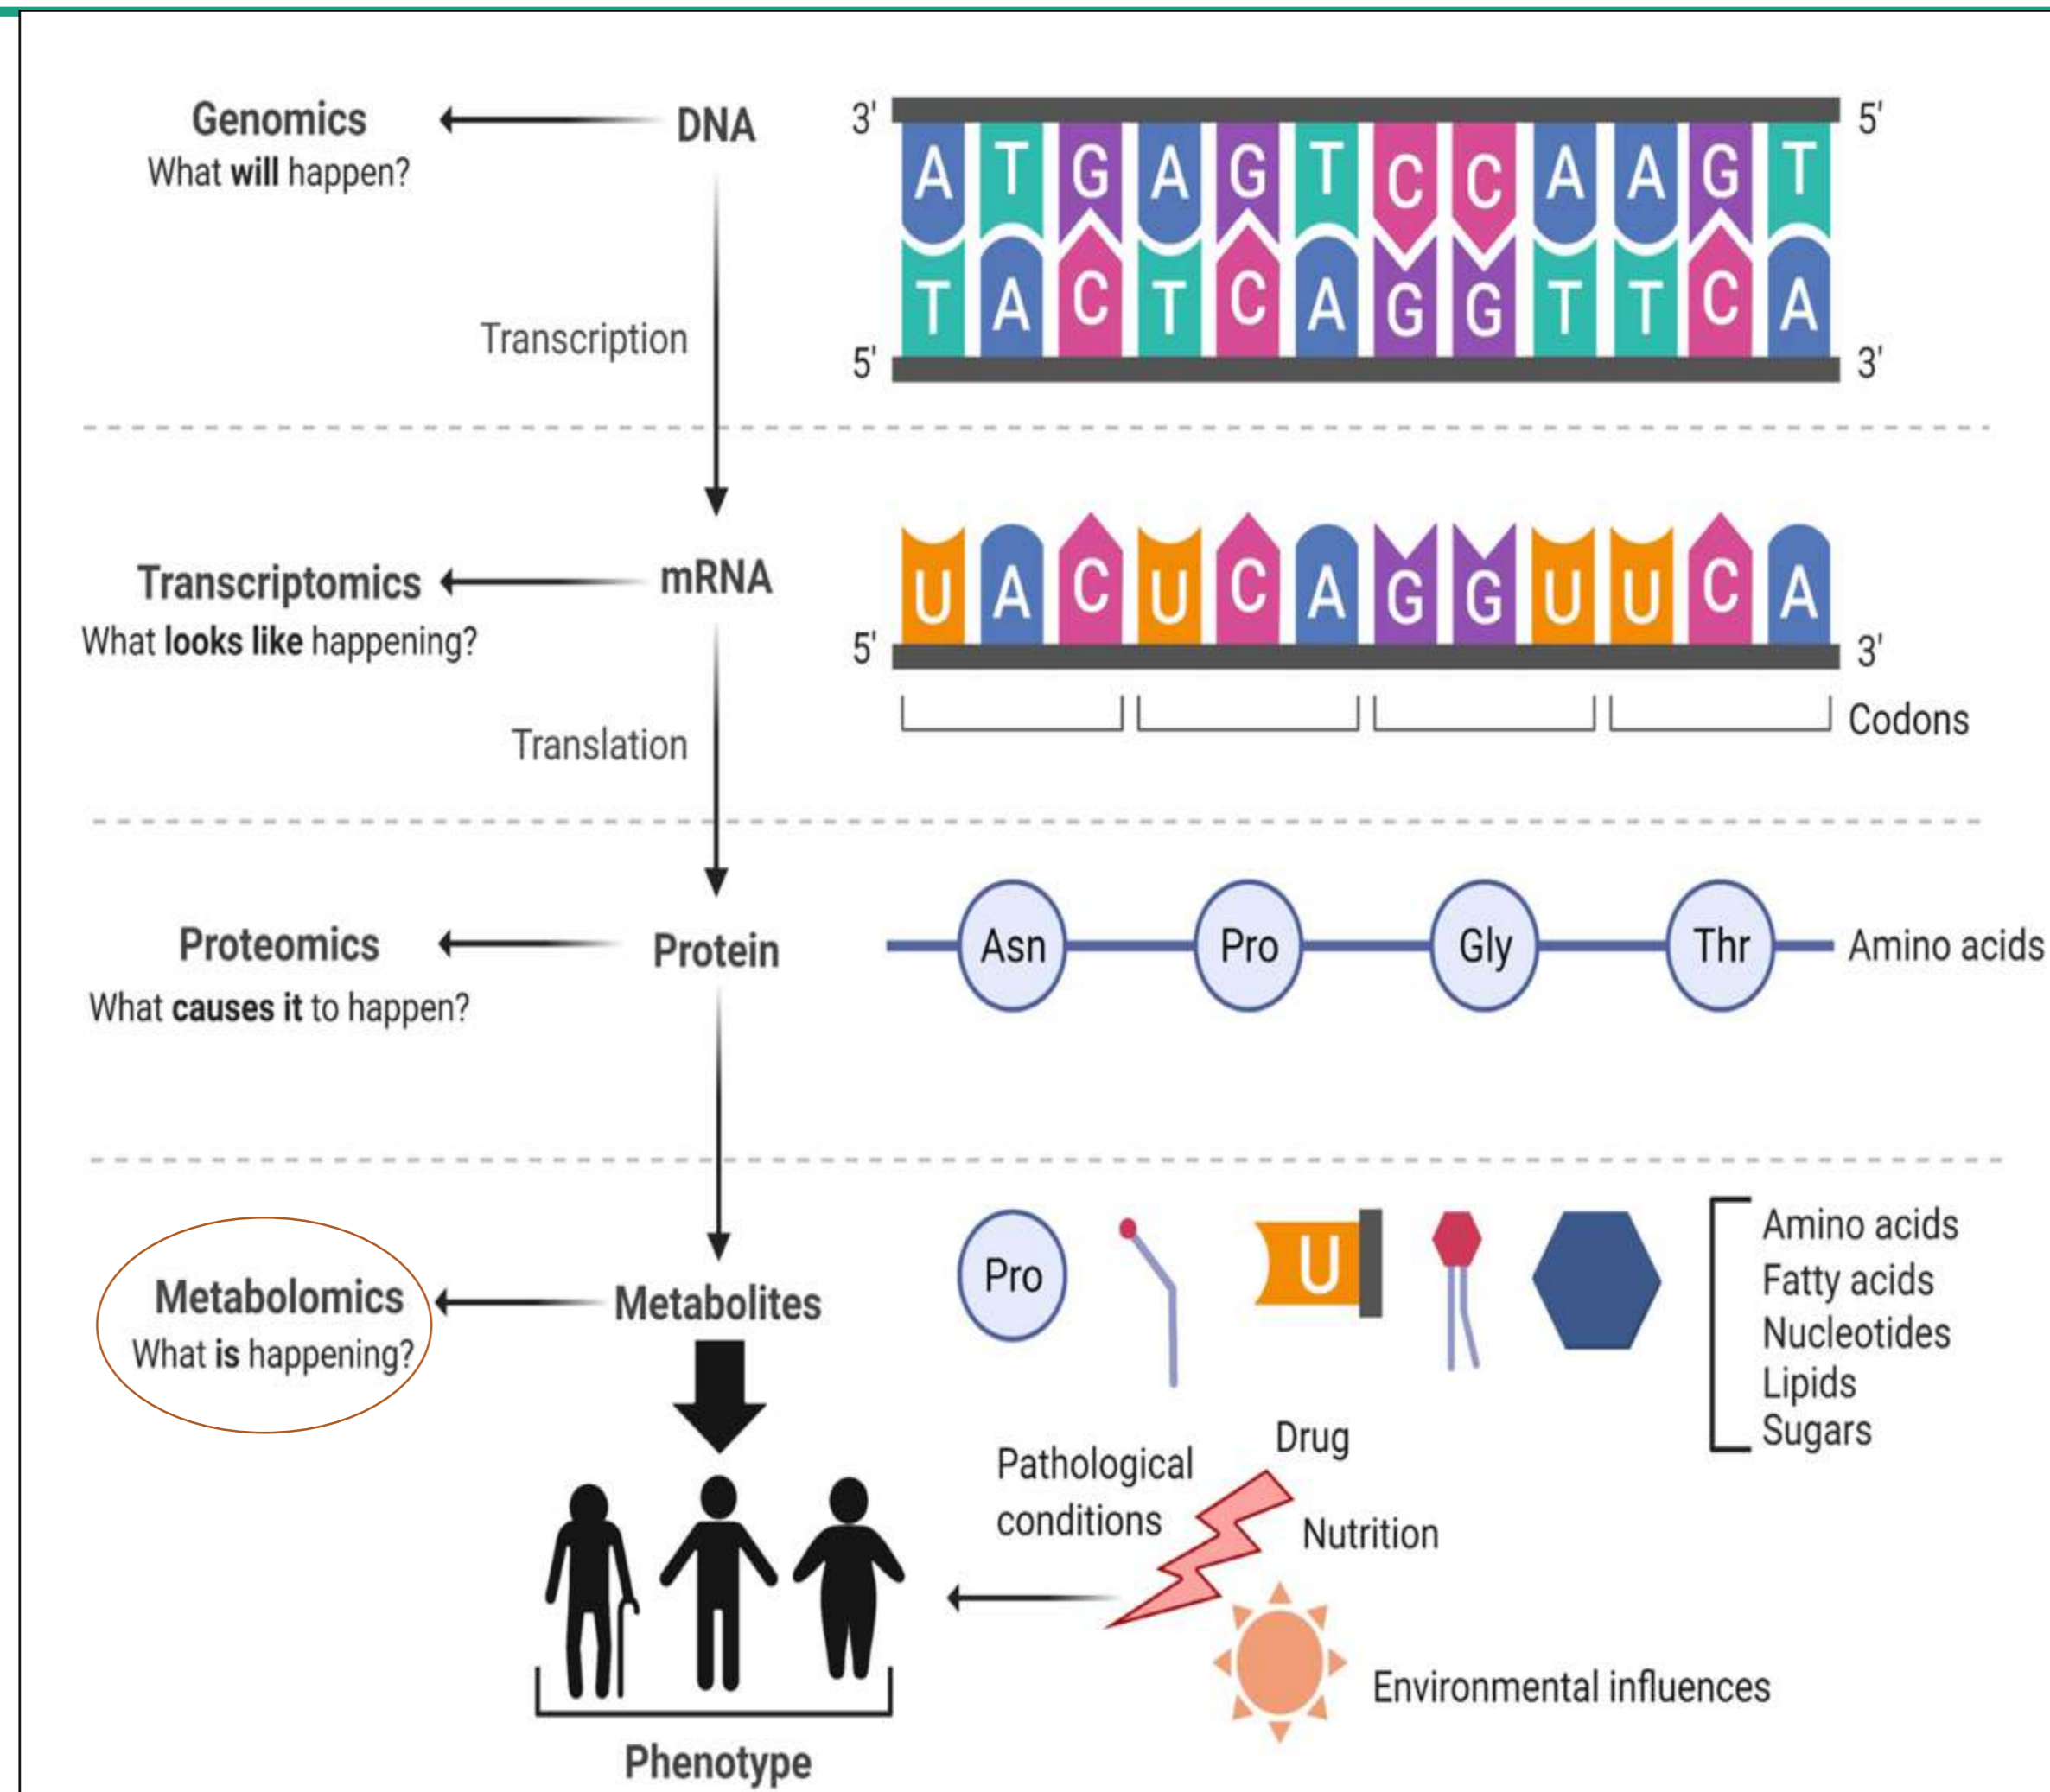 Genomics
What will happen?
DNA
3'
A T G A G T C C A A G T
5'
T A C T C A G G T T C A
5'
3'
Transcription
Transcriptomics
What looks like happening?
mRNA
U A C U C A G G U U C A
5'
3'
Codons
Translation
Proteomics
What causes it to happen?
Protein
Asn Pro Gly Thr
Amino acids
Metabolomics
What is happening?
Metabolites
Pro
U
Amino acids
Fatty acids
Nucleotides
Lipids
Sugars
Pathological
conditions
Drug
Nutrition
Environmental influences
Phenotype